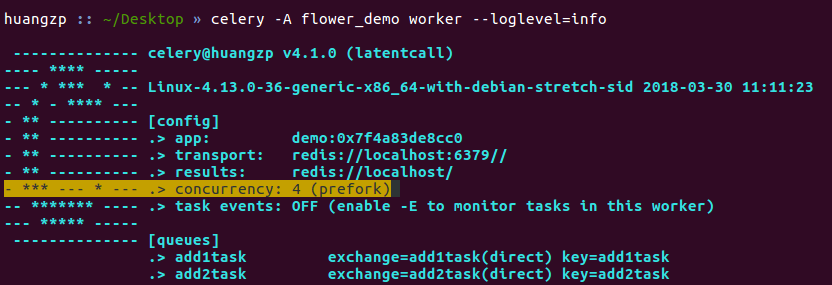 huangzp :: ~/Desktop » celery -A flower_demo worker --loglevel=info
-------------- celery@huangzp v4.1.0 (latentcall)
---- **** -----
--- * ***  * -- Linux-4.13.0-36-generic-x86_64-with-debian-stretch-sid 2018-03-30 11:11:23
-- * - **** ---
- ** ---------- [config]
- ** ---------- .> app:         demo:0x7f4a83de8cc0
- ** ---------- .> transport:   redis://localhost:6379//
- ** ---------- .> results:     redis://localhost/
- *** --- * --- .> concurrency: 4 (prefork)
-- ******* ---- .> task events: OFF (enable -E to monitor tasks in this worker)
--- ***** -----
-------------- [queues]
.> add1task         exchange=add1task(direct) key=add1task
.> add2task         exchange=add2task(direct) key=add2task